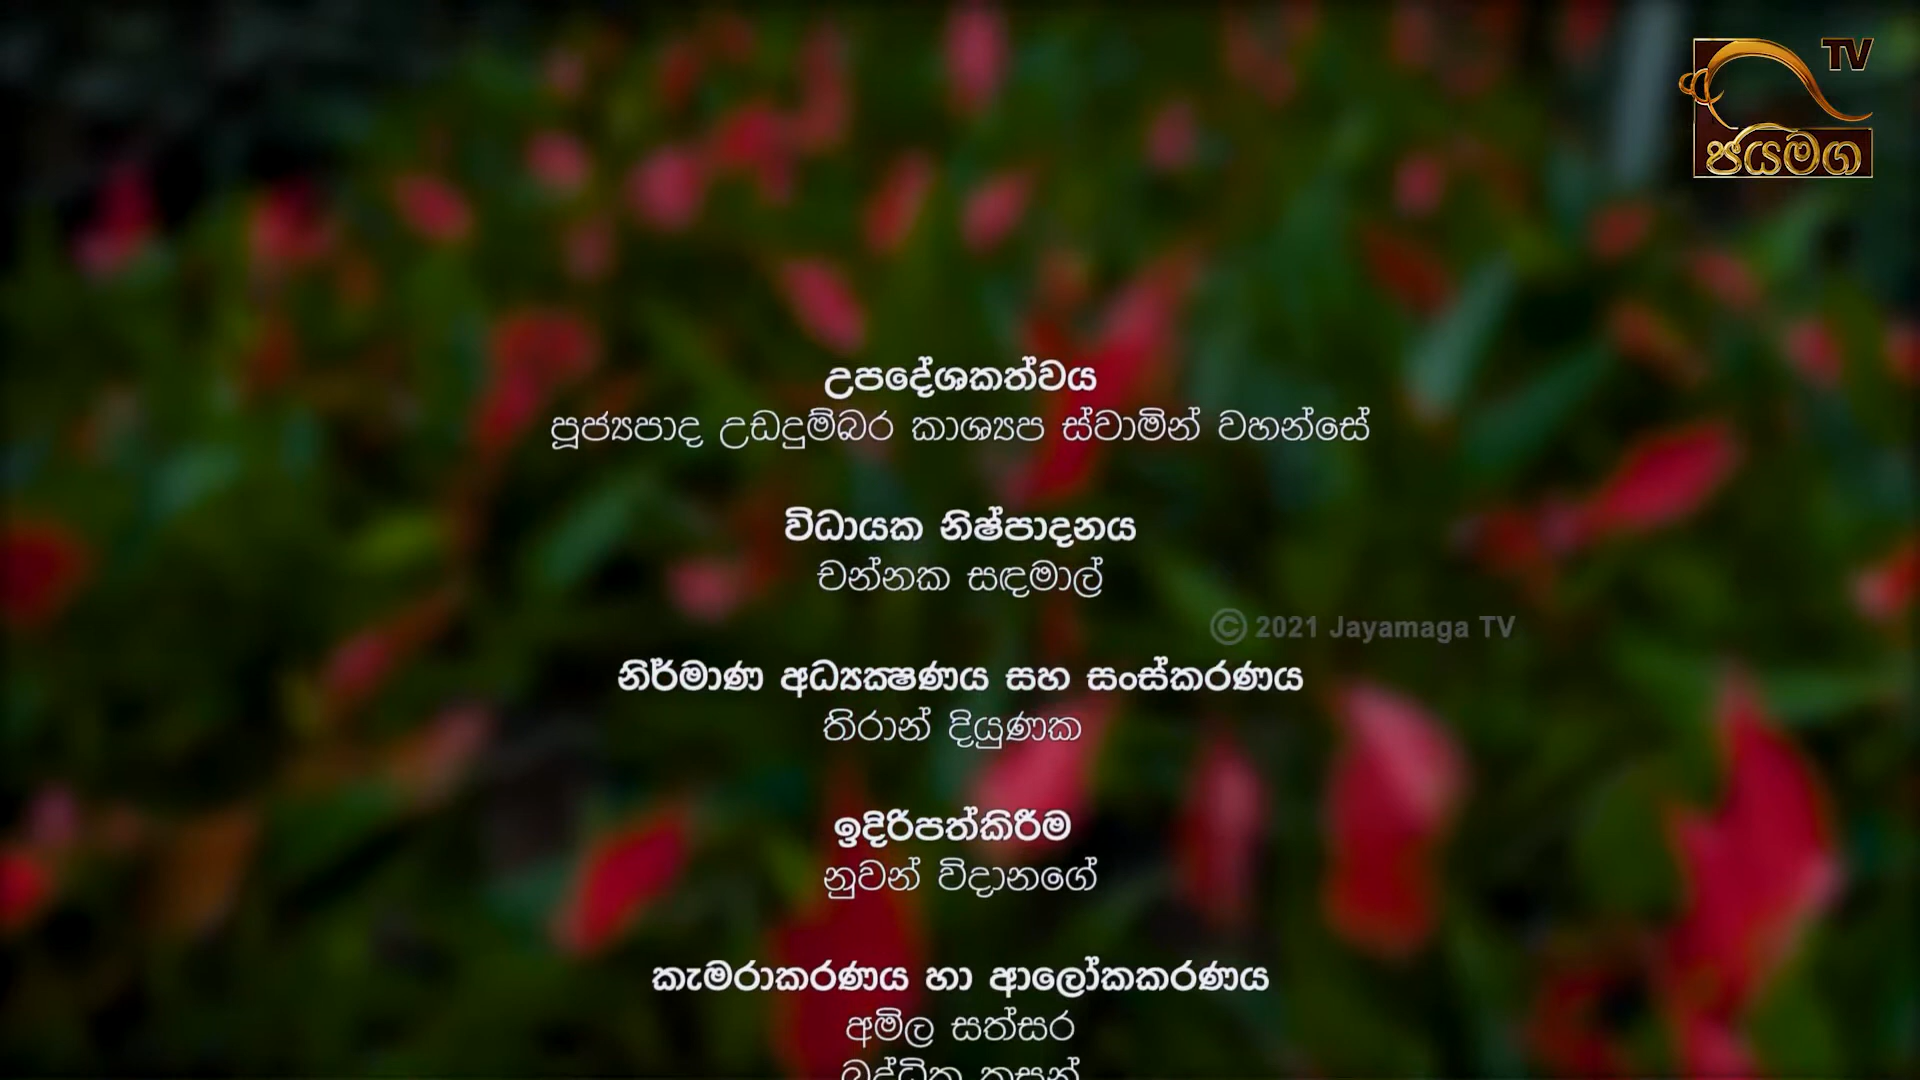 TV
ජයමග
උපදේශකත්වය
පූජ්‍යපාද උඩදුම්බර කාශ්‍යප ස්වාමින් වහන්සේ
විධායක නිෂ්පාදනය
චන්නක සඳමාල්
© 2021 Jayamaga TV
නිර්මාණ අධ්‍යක්ෂණය සහ සංස්කරණය
තිරාන් දියුණක
ඉදිරිපත්කිරීම
නුවන් විදානගේ
කැමරාකරණය හා ආලෝකකරණය
අමිල සත්සර